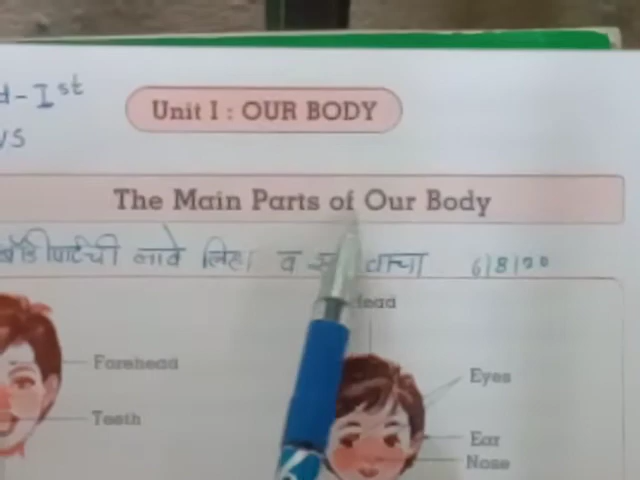 d-Ist
Unit I : OUR BODY
vs
The Main Parts of Our Body
नावे लिहा व वाचा 6/8/20
Head
Forehead
Eyes
Teeth
Ear
Nose